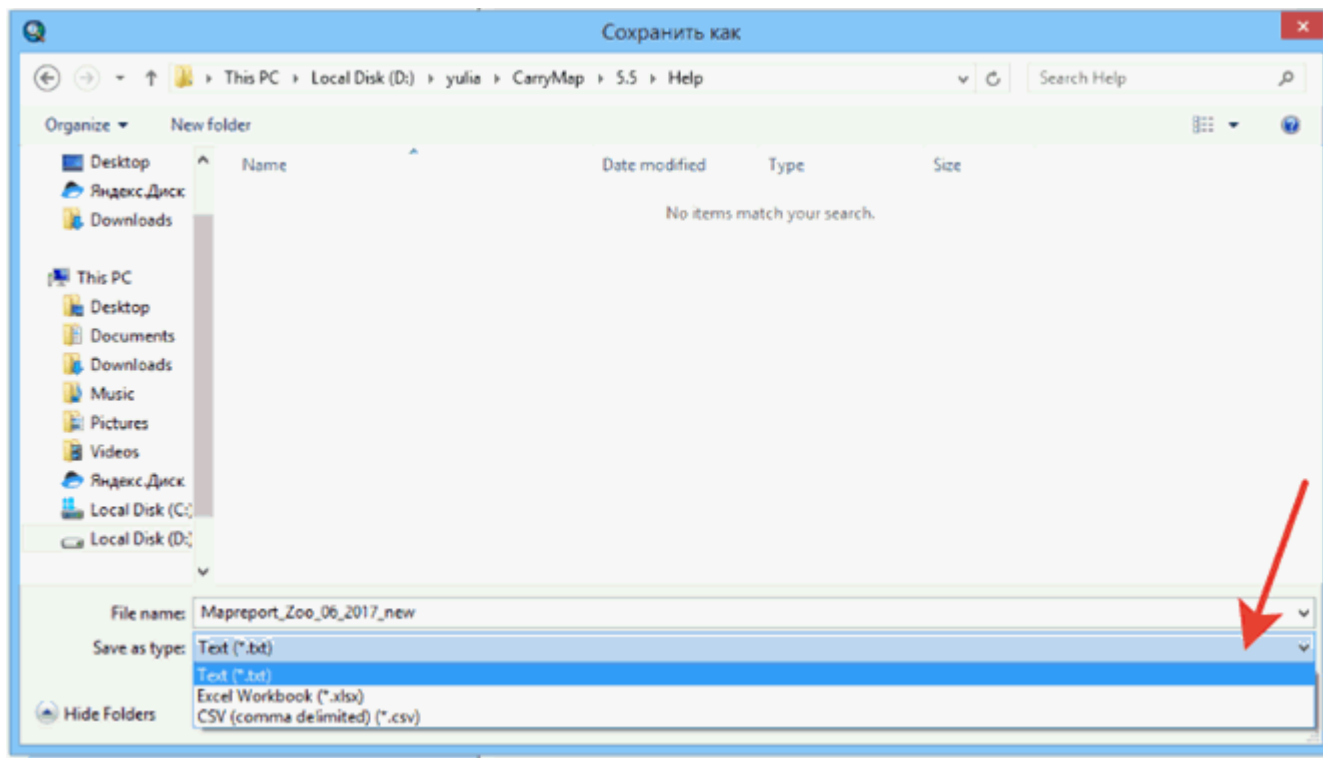 Сохранить как
This PC Local Disk (D:) yulia CarryMap 5.5 Help Search Help
Organize New folder
Name Date modified Type Size
No items match your search.
Desktop
Яндекс.Диск
Downloads
This PC
Desktop
Documents
Downloads
Music
Pictures
Videos
Яндекс.Диск
Local Disk (C:)
Local Disk (D:)
File name: Mapreport_Zoo_06_2017_new
Save as type: Text (*.txt)
Text (*.txt)
Excel Workbook (*.xlsx)
CSV (comma delimited) (*.csv)
Hide Folders